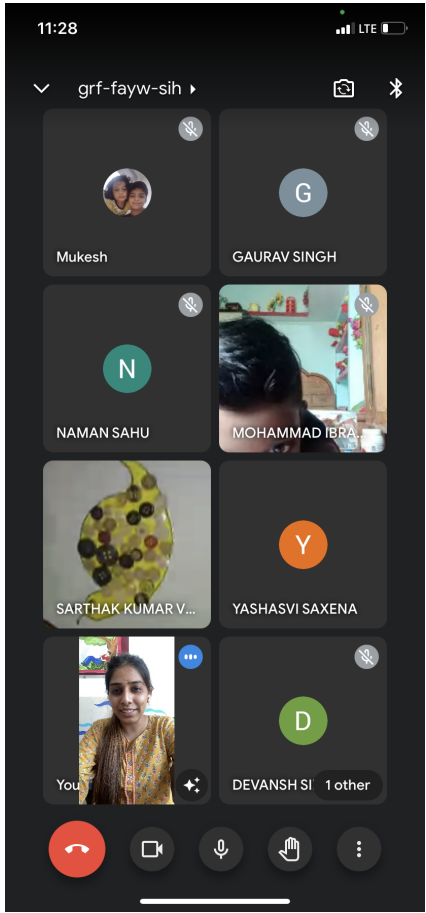 11:28
LTE
grf-fayw-sih
Mukesh
G
GAURAV SINGH
N
NAMAN SAHU
MOHAMMAD IBRA...
SARTHAK KUMAR V...
Y
YASHASVI SAXENA
You
D
DEVANSH SI
1 other